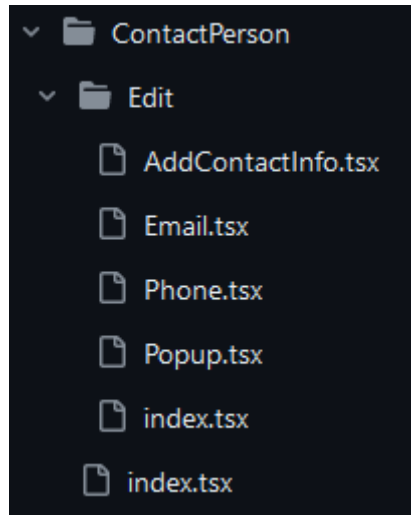 ContactPerson
Edit
AddContactInfo.tsx
Email.tsx
Phone.tsx
Popup.tsx
index.tsx
index.tsx